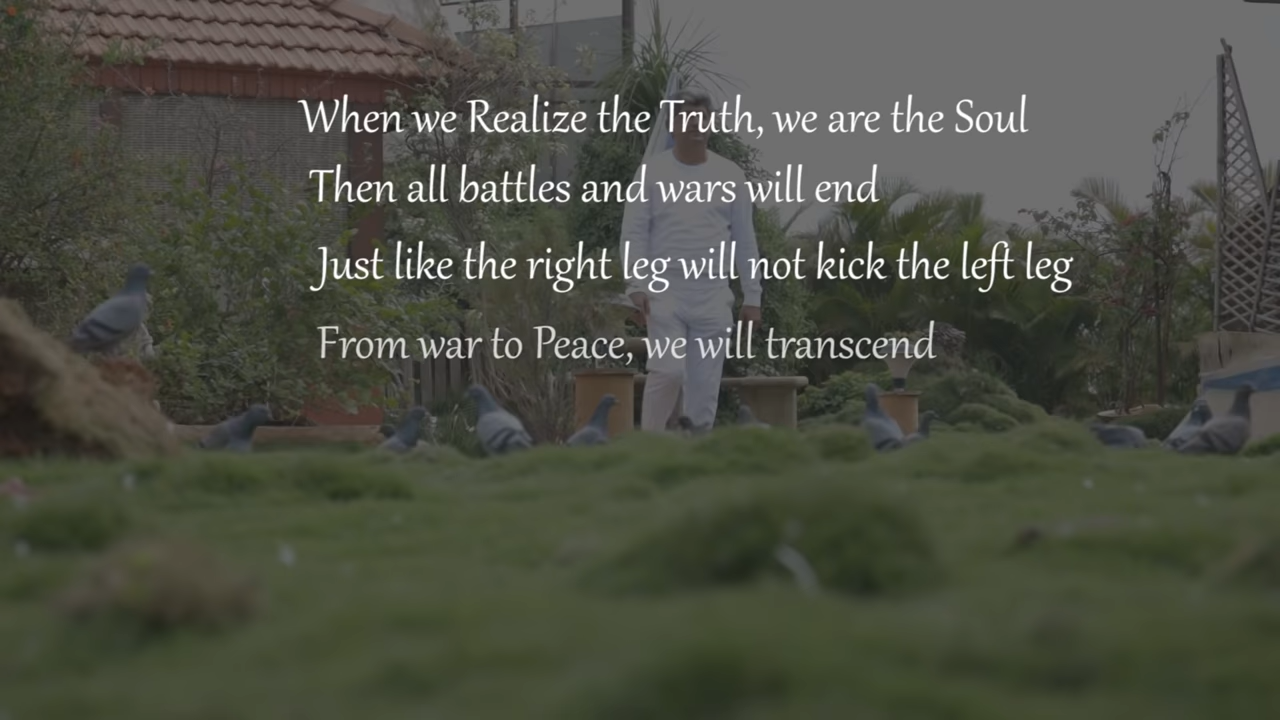 When we Realize the Truth, we are the Soul
Then all battles and wars will end
Just like the right leg will not kick the left leg
From war to Peace, we will transcend